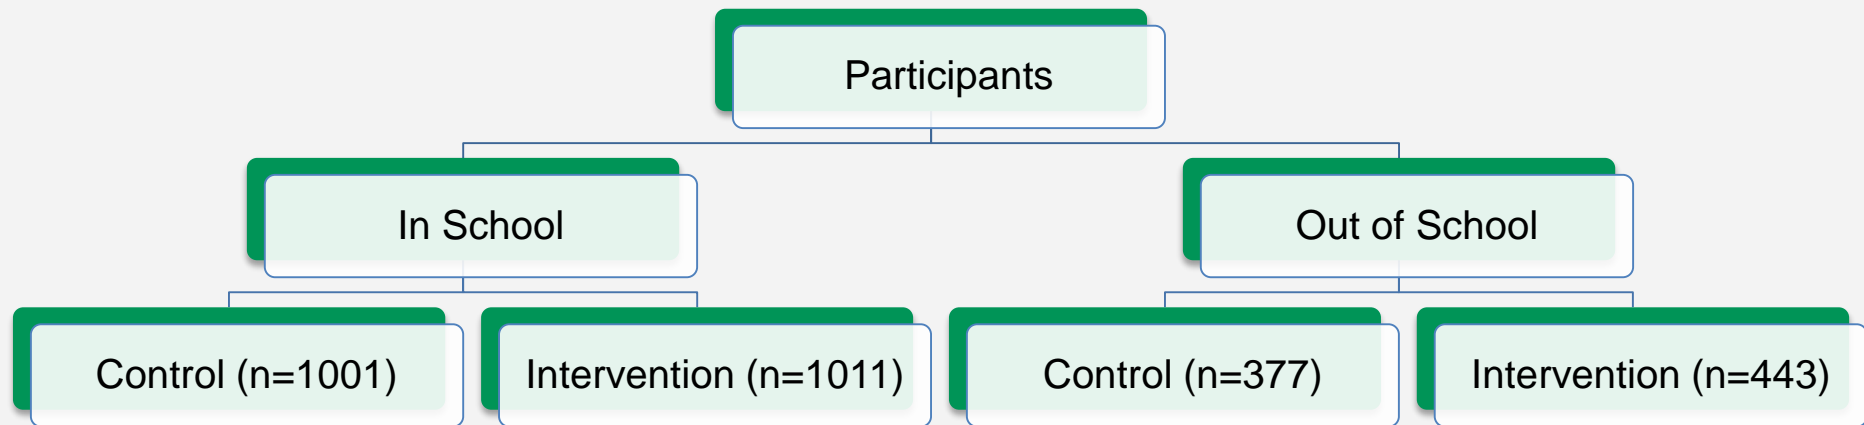 Participants
In School
Out of School
Control (n=1001)
Intervention (n=1011)
Control (n=377)
Intervention (n=443)